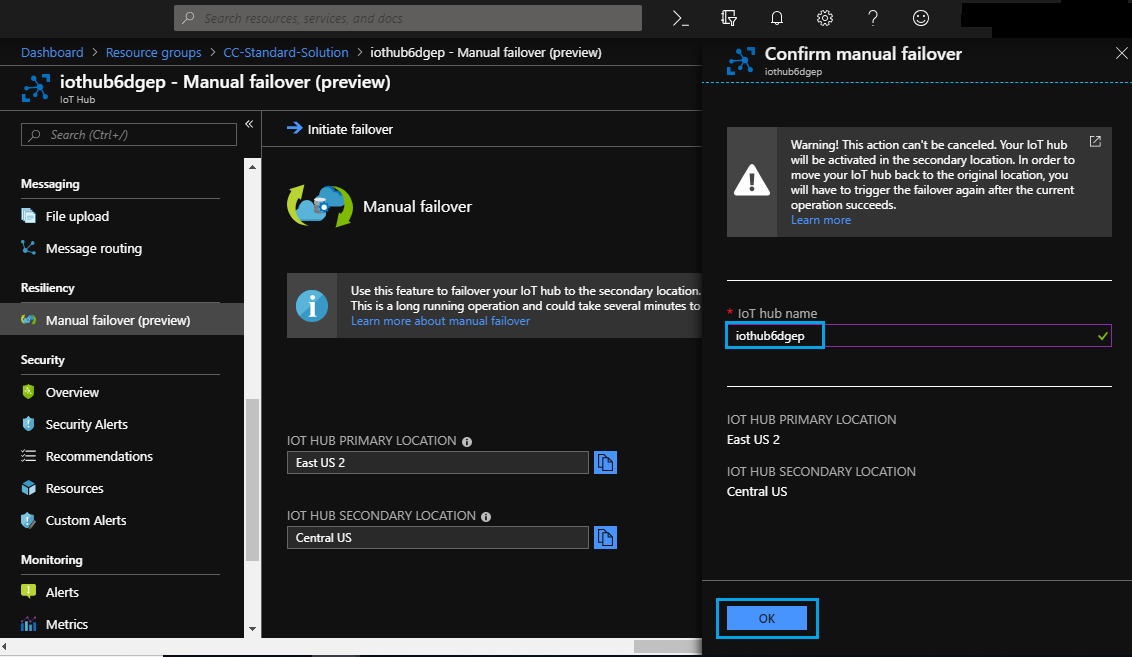 Search resources, services, and docs
Dashboard > Resource groups > CC-Standard-Solution > iothub6dgep - Manual failover (preview)
iothub6dgep - Manual failover (preview)
IoT Hub
Search (Ctrl+/)
Messaging
File upload
Message routing
Resiliency
Manual failover (preview)
Security
Overview
Security Alerts
Recommendations
Resources
Custom Alerts
Monitoring
Alerts
Metrics
Initiate failover
Manual failover
Use this feature to failover your IoT hub to the secondary location.
This is a long running operation and could take several minutes to
Learn more about manual failover
IOT HUB PRIMARY LOCATION
East US 2
IOT HUB SECONDARY LOCATION
Central US
Confirm manual failover
iothub6dgep
Warning! This action can't be canceled. Your IoT hub
will be activated in the secondary location. In order to
move your IoT hub back to the original location, you
will have to trigger the failover again after the current
operation succeeds.
Learn more
* IoT hub name
iothub6dgep
IOT HUB PRIMARY LOCATION
East US 2
IOT HUB SECONDARY LOCATION
Central US
OK